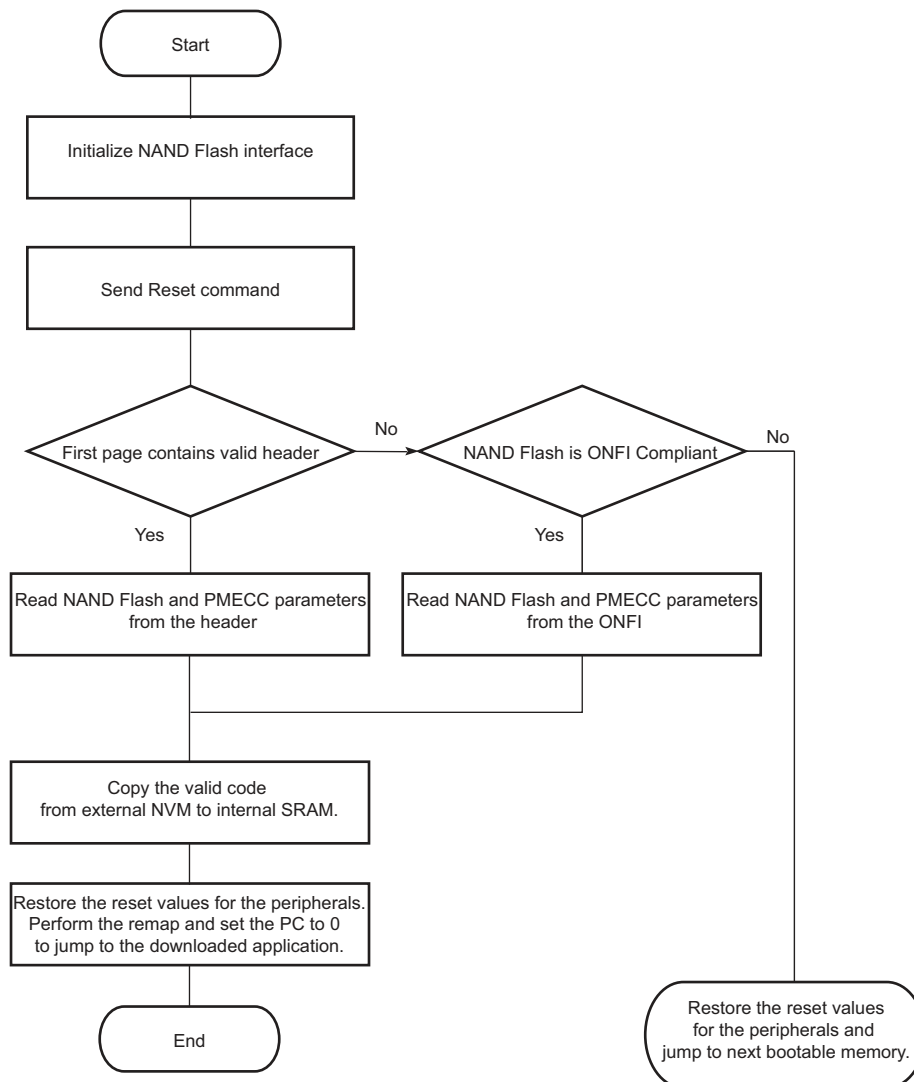 Start
Initialize NAND Flash interface
Send Reset command
First page contains valid header
No
NAND Flash is ONFI Compliant
No
Yes
Yes
Read NAND Flash and PMECC parameters
from the header
Read NAND Flash and PMECC parameters
from the ONFI
Copy the valid code
from external NVM to internal SRAM.
Restore the reset values for the peripherals.
Perform the remap and set the PC to 0
to jump to the downloaded application.
End
Restore the reset values
for the peripherals and
jump to next bootable memory.